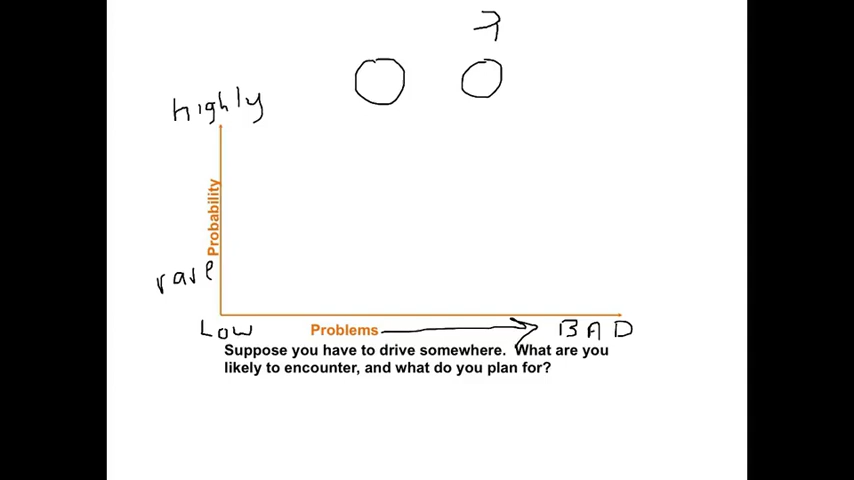 highly
Probability
rare
Low Problems BAD
Suppose you have to drive somewhere. What are you
likely to encounter, and what do you plan for?